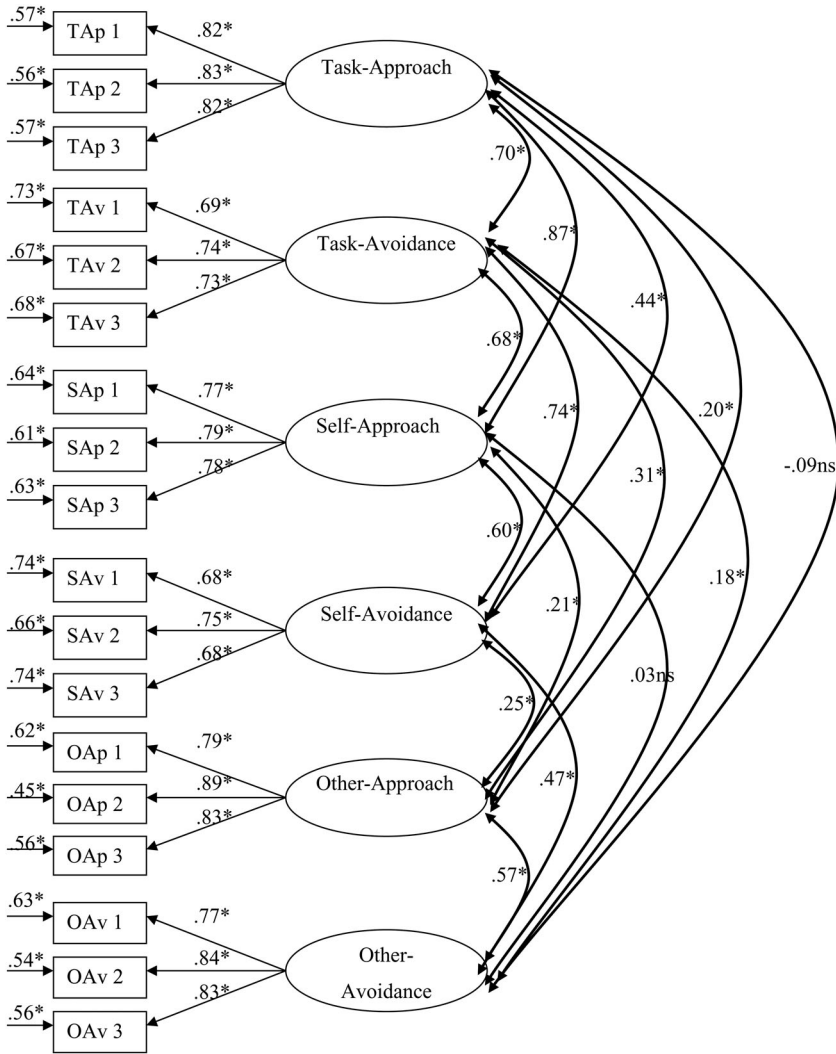 .57*
TAp 1
.82*
.56*
TAp 2
.83*
Task-Approach
.57*
TAp 3
.82*
.70*
.73*
TAv 1
.69*
.67*
TAv 2
.74*
Task-Avoidance
.87*
.68*
TAv 3
.73*
.44*
.68*
.64*
SAp 1
.77*
.61*
SAp 2
.79*
Self-Approach
.74*
.20*
.63*
SAp 3
.78*
.31*
-.09ns
.60*
.74*
SAv 1
.68*
.66*
SAv 2
.75*
Self-Avoidance
.21*
.18*
.74*
SAv 3
.68*
.03ns
.25*
.62*
OAp 1
.79*
.45*
OAp 2
.89*
Other-Approach
.47*
.56*
OAp 3
.83*
.57*
.63*
OAv 1
.77*
.54*
OAv 2
.84*
Other-
Avoidance
.56*
OAv 3
.83*